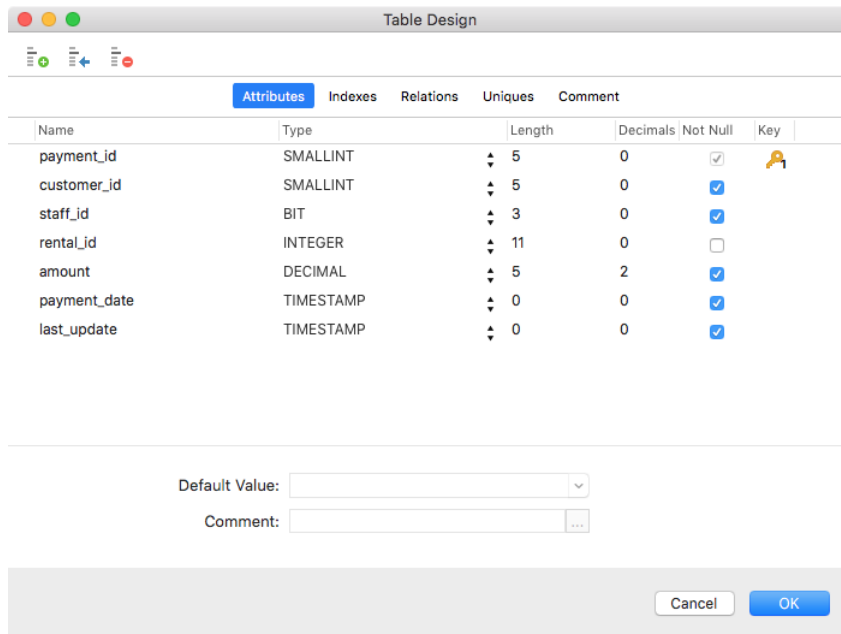 Table Design
Attributes Indexes Relations Uniques Comment
Name Type Length Decimals Not Null Key
payment_id SMALLINT 5 0 1
customer_id SMALLINT 5 0
staff_id BIT 3 0
rental_id INTEGER 11 0
amount DECIMAL 5 2
payment_date TIMESTAMP 0 0
last_update TIMESTAMP 0 0
Default Value:
Comment: ...
Cancel OK